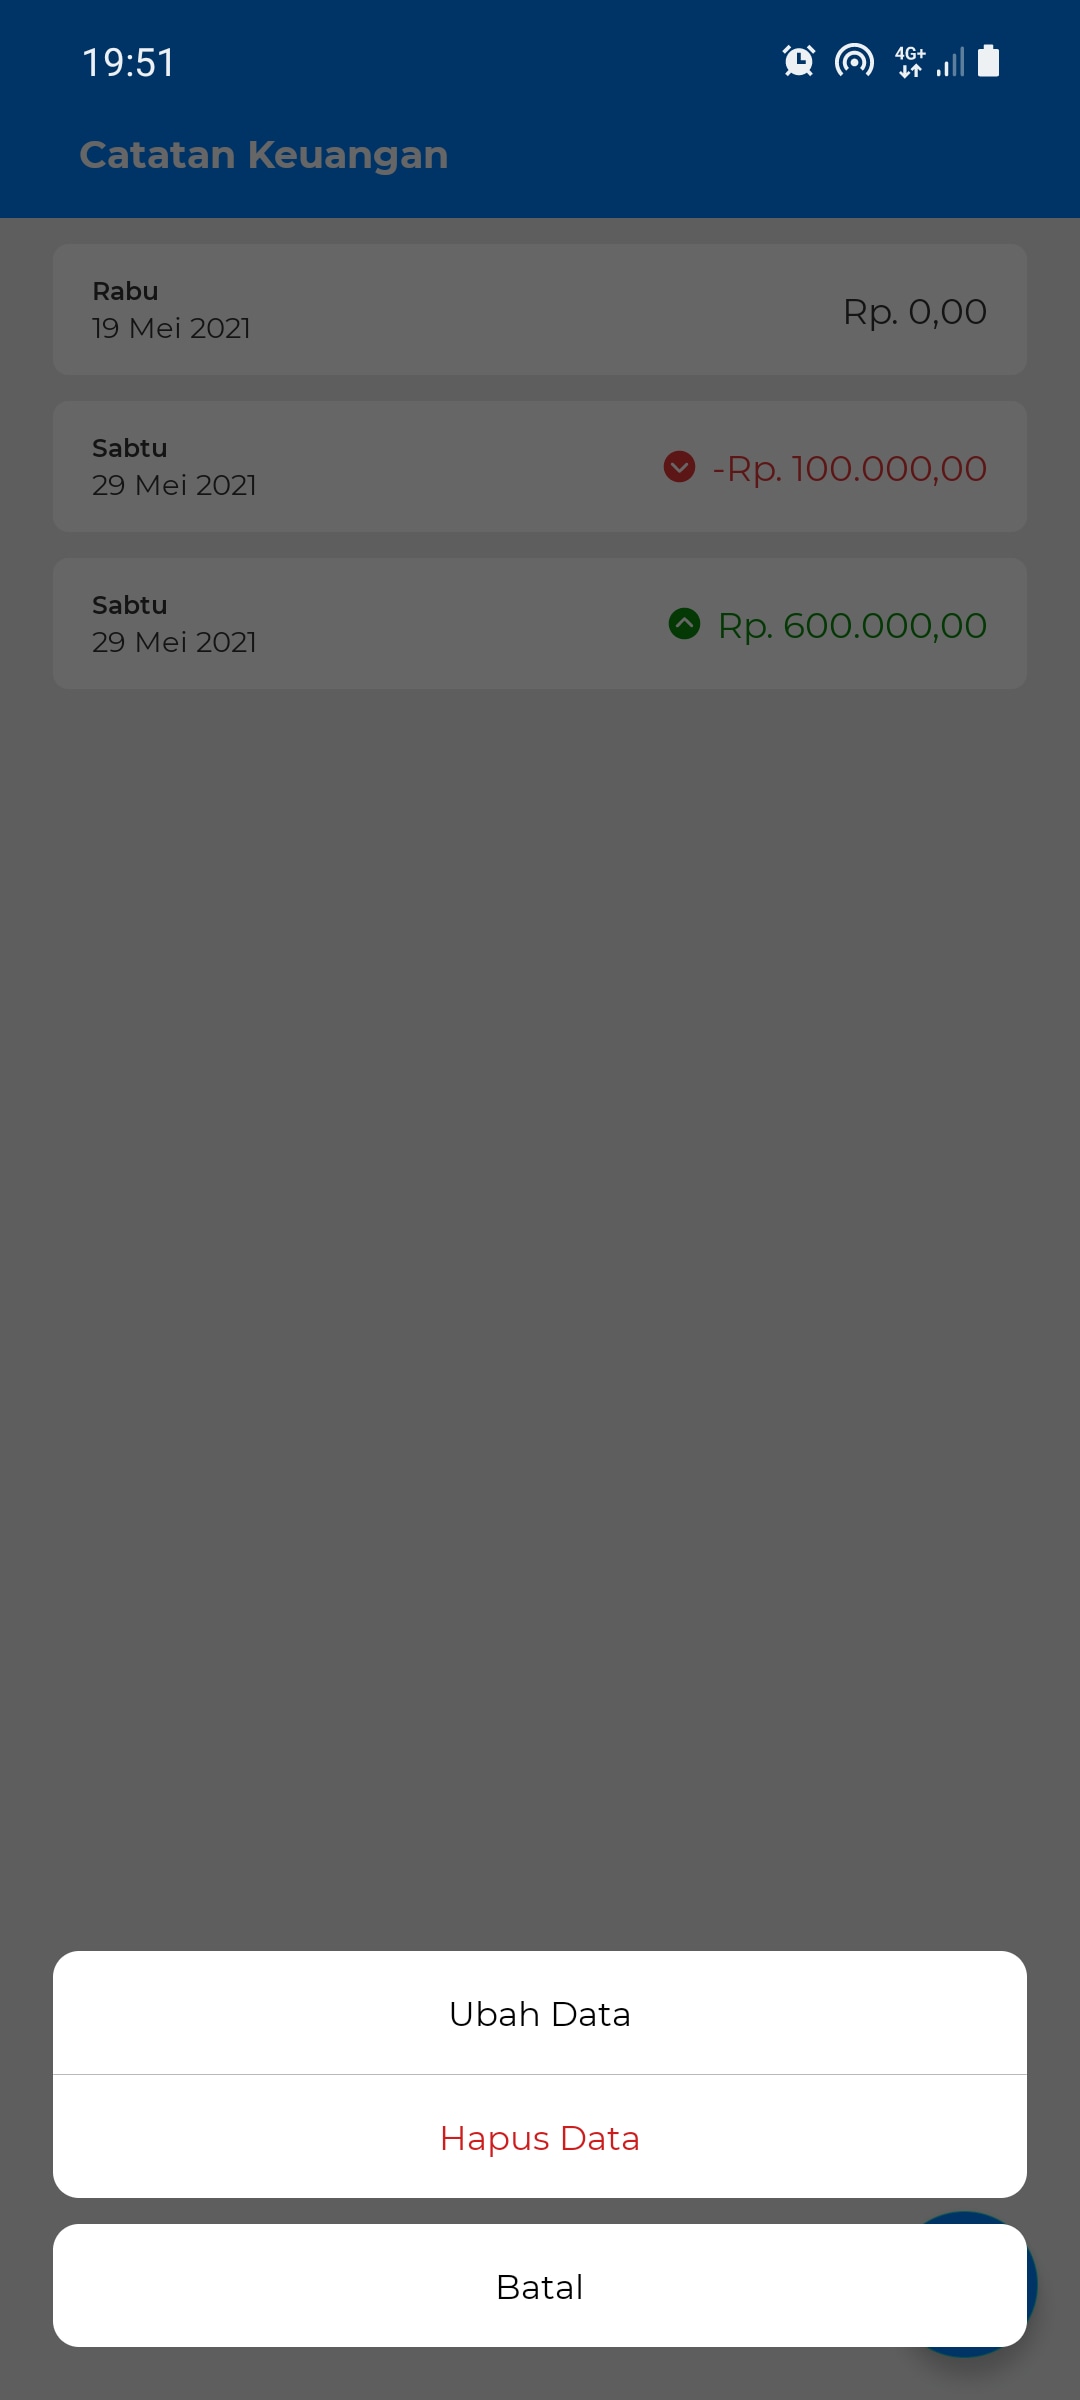 19:51
4G+
Catatan Keuangan
Rabu
19 Mei 2021
Rp. 0,00
Sabtu
29 Mei 2021
-Rp. 100.000,00
Sabtu
29 Mei 2021
Rp. 600.000,00
Ubah Data
Hapus Data
Batal